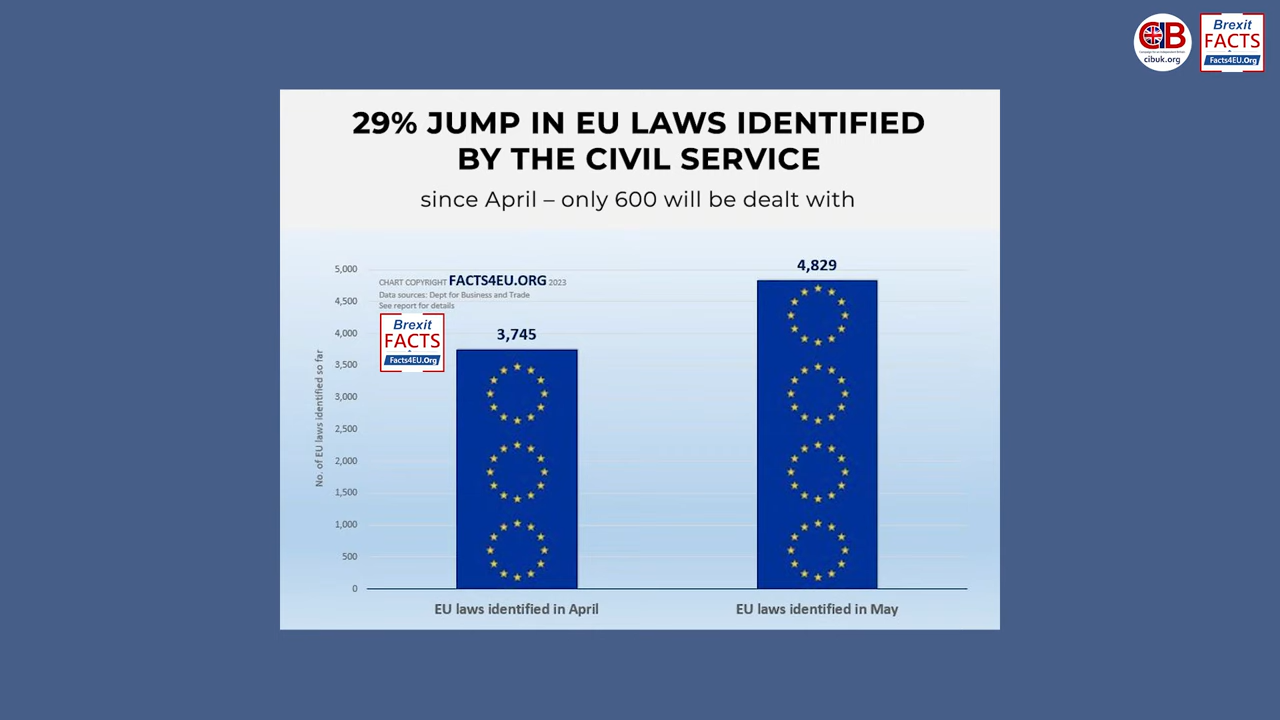 CIB
cibuk.org
Brexit
FACTS
Facts4EU.Org
29% JUMP IN EU LAWS IDENTIFIED
BY THE CIVIL SERVICE
since April – only 600 will be dealt with
CHART COPYRIGHT FACTS4EU.ORG 2023
Data sources: Dept for Business and Trade
See report for details
Brexit
FACTS
Facts4EU.Org
No. of EU laws identified so far
5,000
4,500
4,000
3,500
3,000
2,500
2,000
1,500
1,000
500
0
3,745
4,829
EU laws identified in April
EU laws identified in May